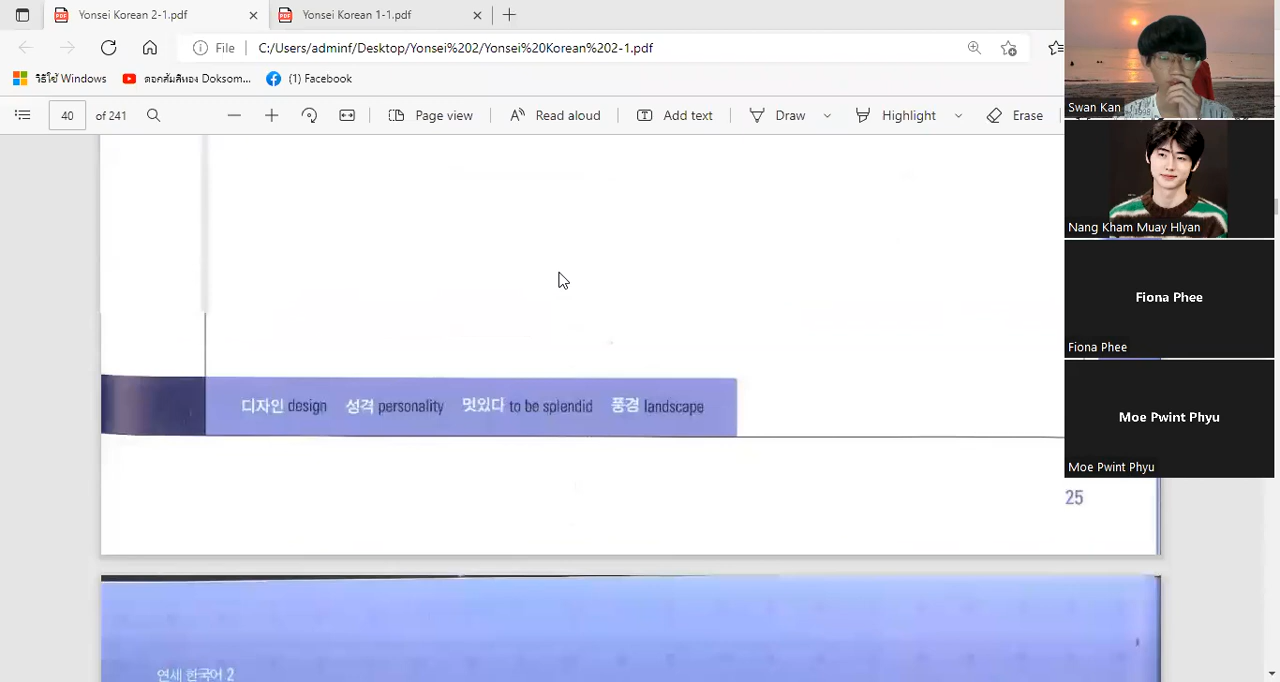 Yonsei Korean 2-1.pdf
Yonsei Korean 1-1.pdf
File C:/Users/adminf/Desktop/Yonsei%202/Yonsei%20Korean%202-1.pdf
วิธีใช้ Windows
ดอกส้มสีทอง Doksom...
(1) Facebook
40 of 241
Page view
Read aloud
Add text
Draw
Highlight
Erase
Swan Kan
Nang Kham Muay Hlyan
Fiona Phee
Fiona Phee
Moe Pwint Phyu
Moe Pwint Phyu
디자인 design 성격 personality 멋있다 to be splendid 풍경 landscape
25
연세 한국어 2